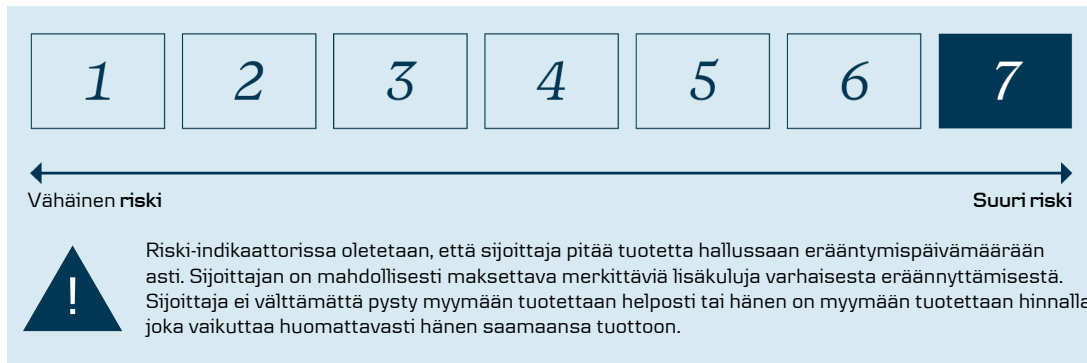 1 2 3 4 5 6 7
Vähäinen riski Suuri riski
Riski-indikaattorissa oletetaan, että sijoittaja pitää tuotetta hallussaan erääntymispäivämäärään
asti. Sijoittajan on mahdollisesti maksettava merkittäviä lisäkuluja varhaisesta eräännyttämisestä.
Sijoittaja ei välttämättä pysty myymään tuotettaan helposti tai hänen on myymään tuotettaan hinnalla
joka vaikuttaa huomattavasti hänen saamaansa tuottoon.
!